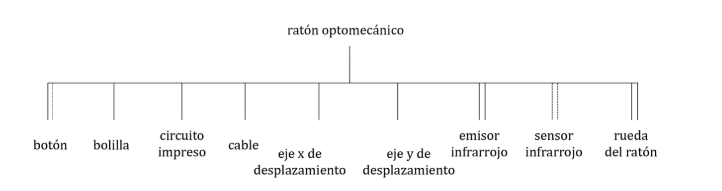 ratón optomecánico
botón
bolilla
circuito
impreso
cable
eje x de
desplazamiento
eje y de
desplazamiento
emisor
infrarrojo
sensor
infrarrojo
rueda
del ratón